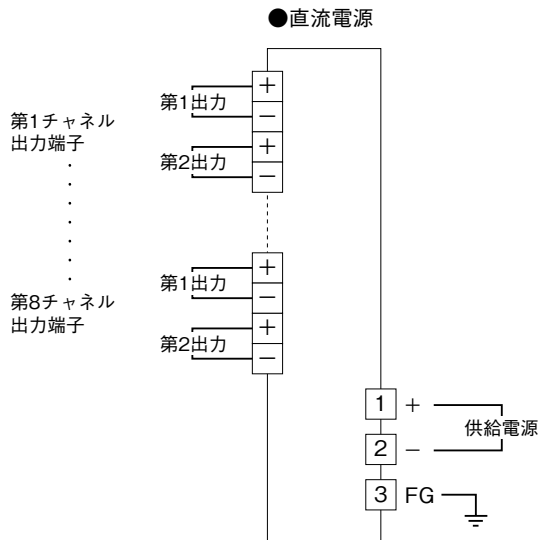 ●直流電源
第1チャネル
出力端子
第1出力
+
−
第2出力
+
−
第8チャネル
出力端子
第1出力
+
−
第2出力
+
−
1 +
2 −
供給電源
3 FG